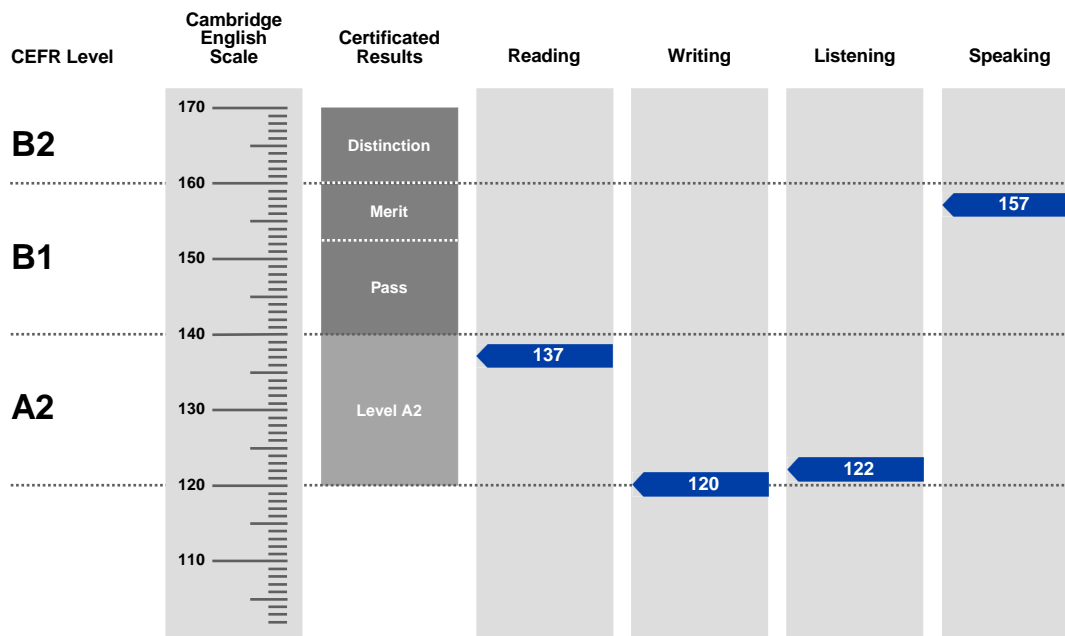 CEFR Level
Cambridge
English
Scale
Certificated
Results
Reading
Writing
Listening
Speaking
170
B2
Distinction
160
157
Merit
B1
150
Pass
140
137
A2
130
Level A2
122
120
120
110